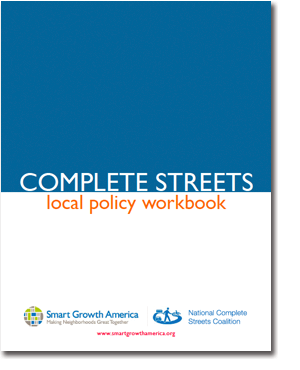 COMPLETE STREETS
local policy workbook
Smart Growth America
Making Neighborhoods Great Together
National Complete
Streets Coalition
www.smartgrowthamerica.org